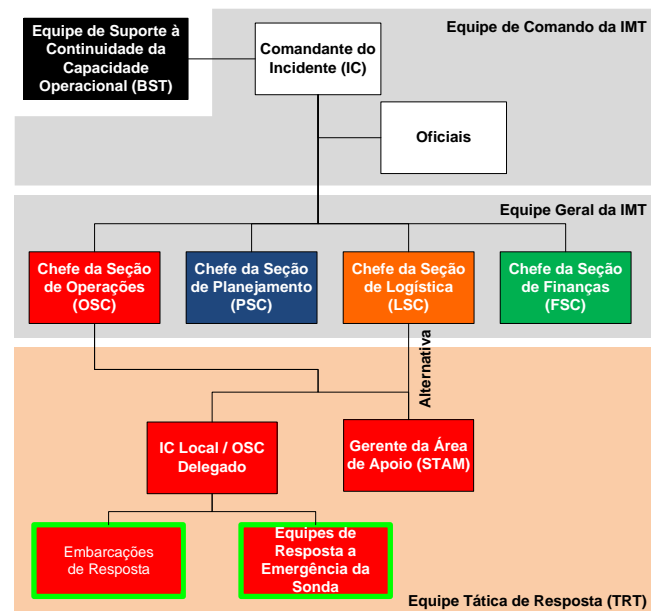 Equipe de Suporte à
Continuidade da
Capacidade
Operacional (BST)
Comandante do
Incidente (IC)
Equipe de Comando da IMT
Oficiais
Equipe Geral da IMT
Chefe da Seção
de Operações
(OSC)
Chefe da Seção
de Planejamento
(PSC)
Chefe da Seção
de Logística
(LSC)
Chefe da Seção
de Finanças
(FSC)
Alternativa
IC Local / OSC
Delegado
Gerente da Área
de Apoio (STAM)
Embarcações
de Resposta
Equipes de
Resposta a
Emergência da
Sonda
Equipe Tática de Resposta (TRT)